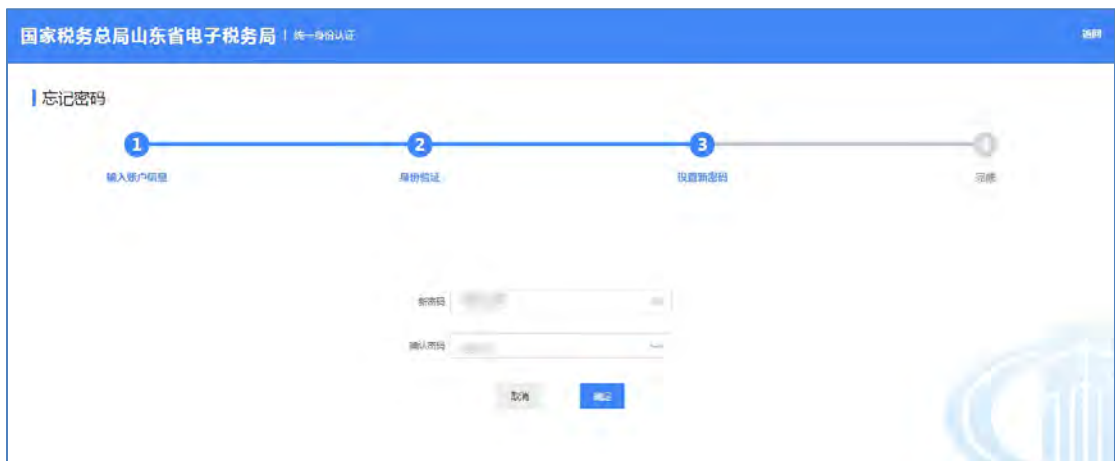 国家税务总局山东省电子税务局 | 统一身份认证
返回
忘记密码
1
2
3
4
输入账户信息
身份验证
设置新密码
完成
新密码
确认密码
取消
确定